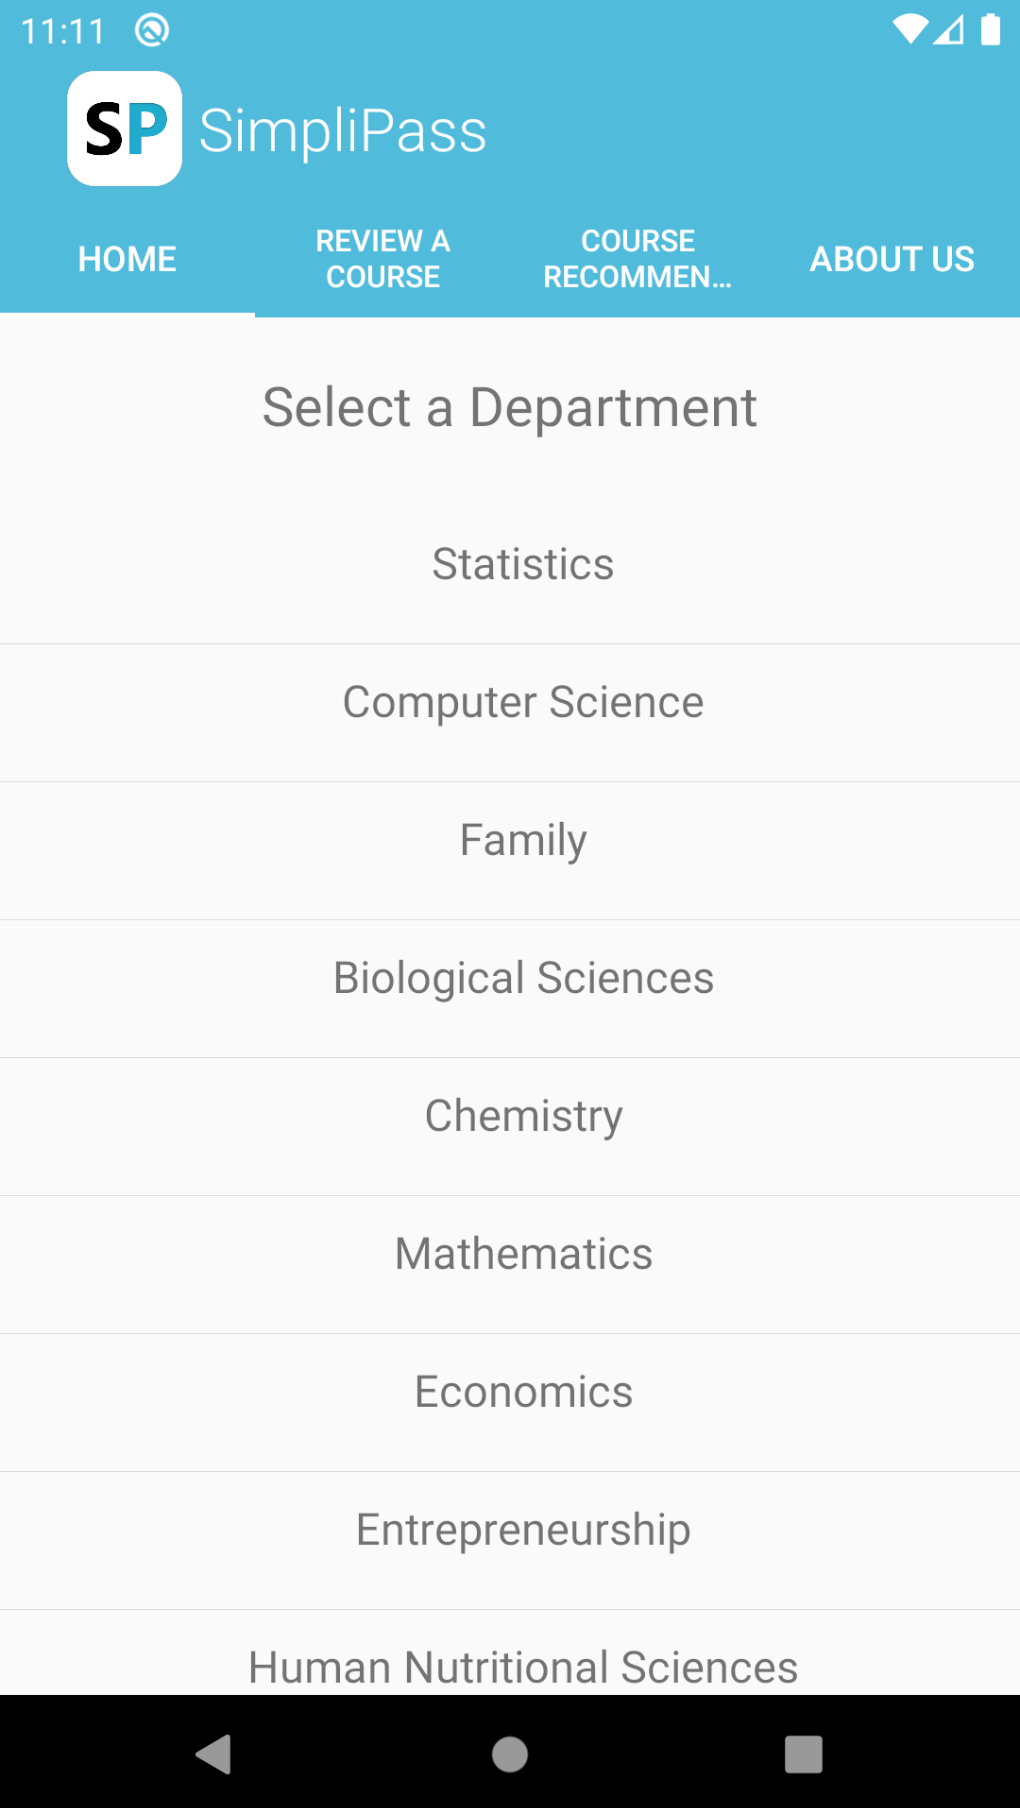 11:11
SP SimpliPass
HOME
REVIEW A
COURSE
COURSE
RECOMMEN...
ABOUT US
Select a Department
Statistics
Computer Science
Family
Biological Sciences
Chemistry
Mathematics
Economics
Entrepreneurship
Human Nutritional Sciences